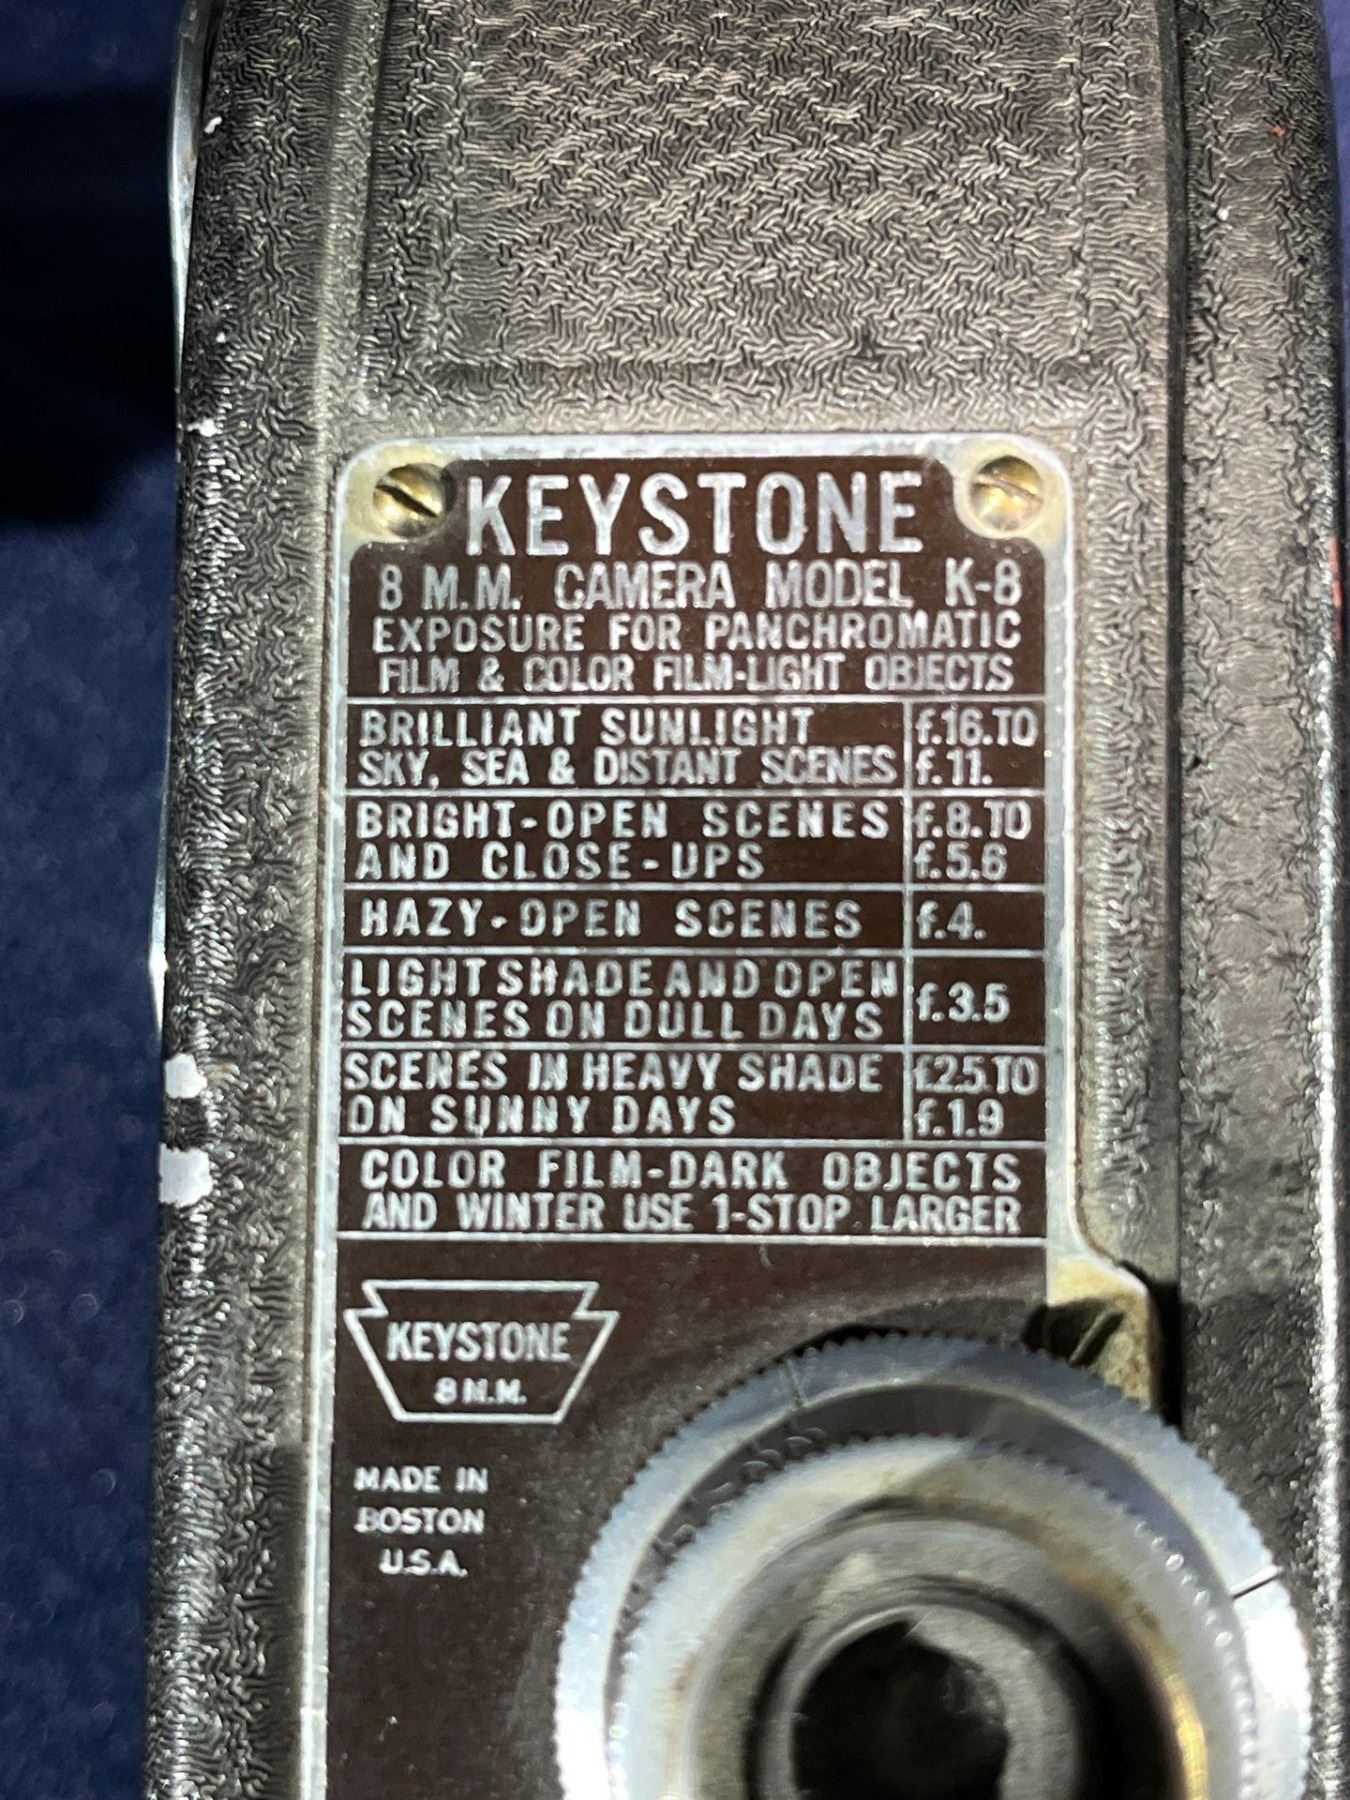 KEYSTONE
8 M.M. CAMERA MODEL K-8
EXPOSURE FOR PANCHROMATIC
FILM & COLOR FILM-LIGHT OBJECTS
BRILLIANT SUNLIGHT f.16.TO
SKY, SEA & DISTANT SCENES f.11.
BRIGHT-OPEN SCENES f.8.TO
AND CLOSE-UPS f.5.6
HAZY-OPEN SCENES f.4.
LIGHT SHADE AND OPEN
SCENES ON DULL DAYS f.3.5
SCENES IN HEAVY SHADE f.2.5.TO
ON SUNNY DAYS f.1.9
COLOR FILM-DARK OBJECTS
AND WINTER USE 1-STOP LARGER
KEYSTONE
8 M.M.
MADE IN
BOSTON
U.S.A.